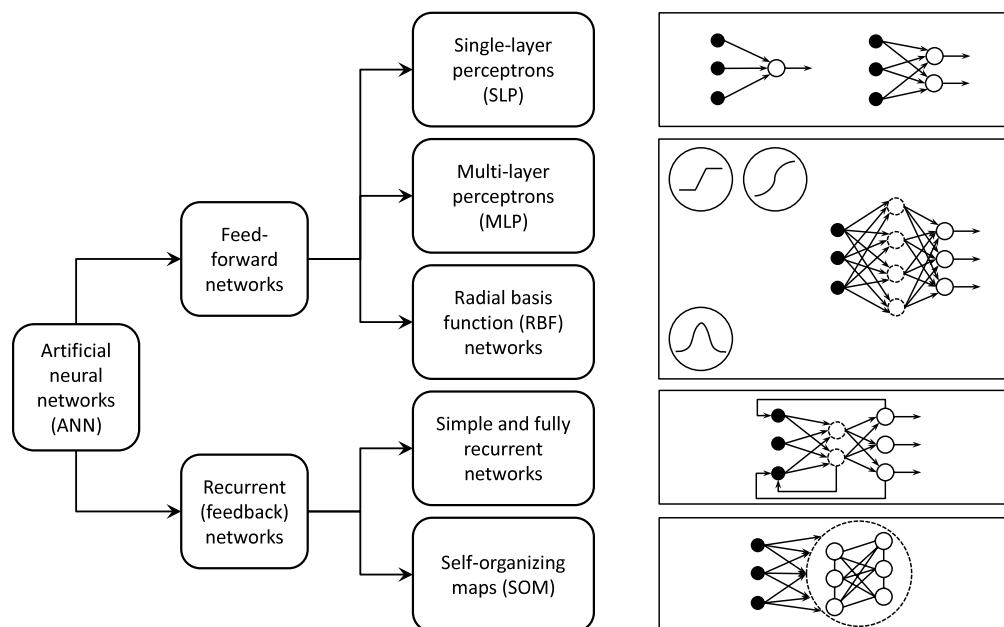 Single-layer
perceptrons
(SLP)
Multi-layer
perceptrons
(MLP)
Feed-
forward
networks
Radial basis
function (RBF)
networks
Artificial
neural
networks
(ANN)
Simple and fully
recurrent
networks
Recurrent
(feedback)
networks
Self-organizing
maps (SOM)